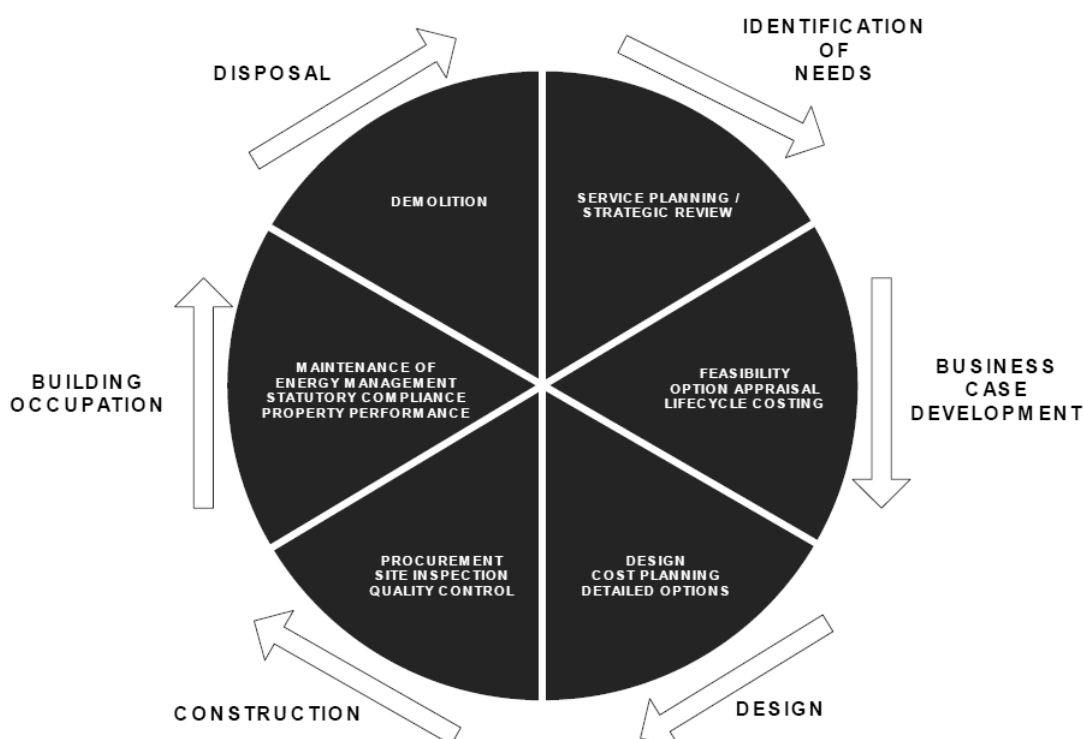 IDENTIFICATION
OF
NEEDS
DISPOSAL
DEMOLITION
SERVICE PLANNING /
STRATEGIC REVIEW
MAINTENANCE OF
ENERGY MANAGEMENT
STATUTORY COMPLIANCE
PROPERTY PERFORMANCE
FEASIBILITY
OPTION APPRAISAL
LIFECYCLE COSTING
BUILDING
OCCUPATION
BUSINESS
CASE
DEVELOPMENT
PROCUREMENT
SITE INSPECTION
QUALITY CONTROL
DESIGN
COST PLANNING
DETAILED OPTIONS
CONSTRUCTION
DESIGN